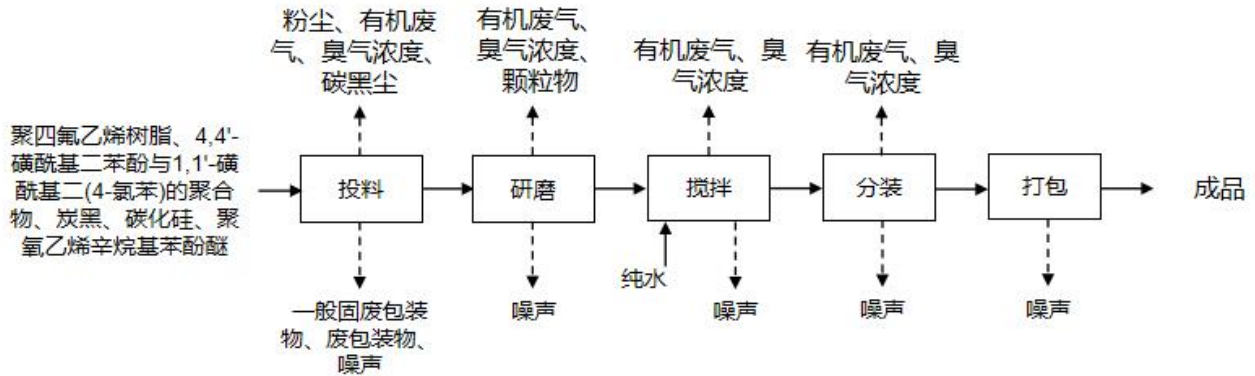 粉尘、有机废
气、臭气浓度、
碳黑尘
有机废气、
臭气浓度、
颗粒物
有机废气、臭
气浓度
有机废气、臭
气浓度
聚四氟乙烯树脂、4,4'-
磺酰基二苯酚与1,1'-磺
酰基二(4-氯苯)的聚合
物、炭黑、碳化硅、聚
氧乙烯辛烷基苯酚醚
投料
研磨
搅拌
分装
打包
成品
纯水
一般固废包装
物、废包装物、
噪声
噪声
噪声
噪声
噪声